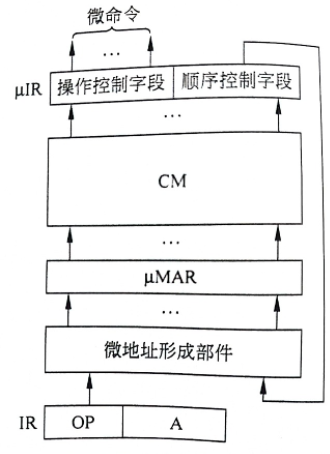 微命令
…
μIR 操作控制字段 顺序控制字段
…
CM
…
μMAR
…
微地址形成部件
IR OP A